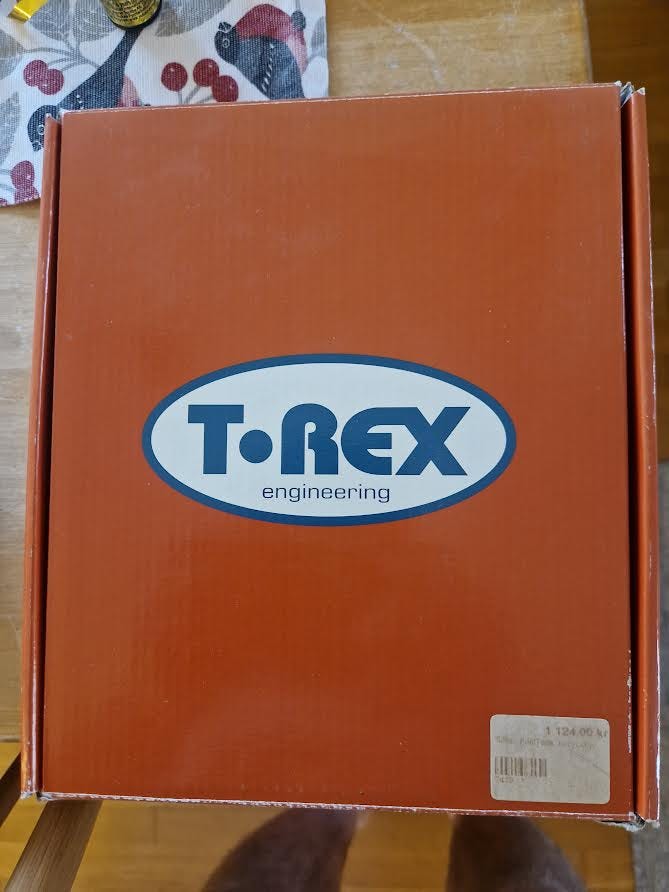 T•REX
engineering
1 124,00 kr